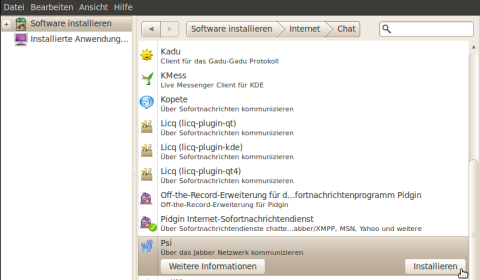 Datei Bearbeiten Ansicht Hilfe
Software installieren
Installierte Anwendung...
Software installieren Internet Chat
Kadu
Client für das Gadu-Gadu Protokoll
KMess
Live Messenger Client für KDE
Kopete
Über Sofortnachrichten kommunizieren
Licq (licq-plugin-qt)
Über Sofortnachrichten kommunizieren
Licq (licq-plugin-kde)
Über Sofortnachrichten kommunizieren
Licq (licq-plugin-qt4)
Über Sofortnachrichten kommunizieren
Off-the-Record-Erweiterung für d...fortnachrichtenprogramm Pidgin
Off-the-Record-Erweiterung für Pidgin
Pidgin Internet-Sofortnachrichtendienst
Über Sofortnachrichtendienste chatte...abber/XMPP, MSN, Yahoo und weitere
Psi
Über das Jabber Netzwerk kommunizieren
Weitere Informationen Installieren